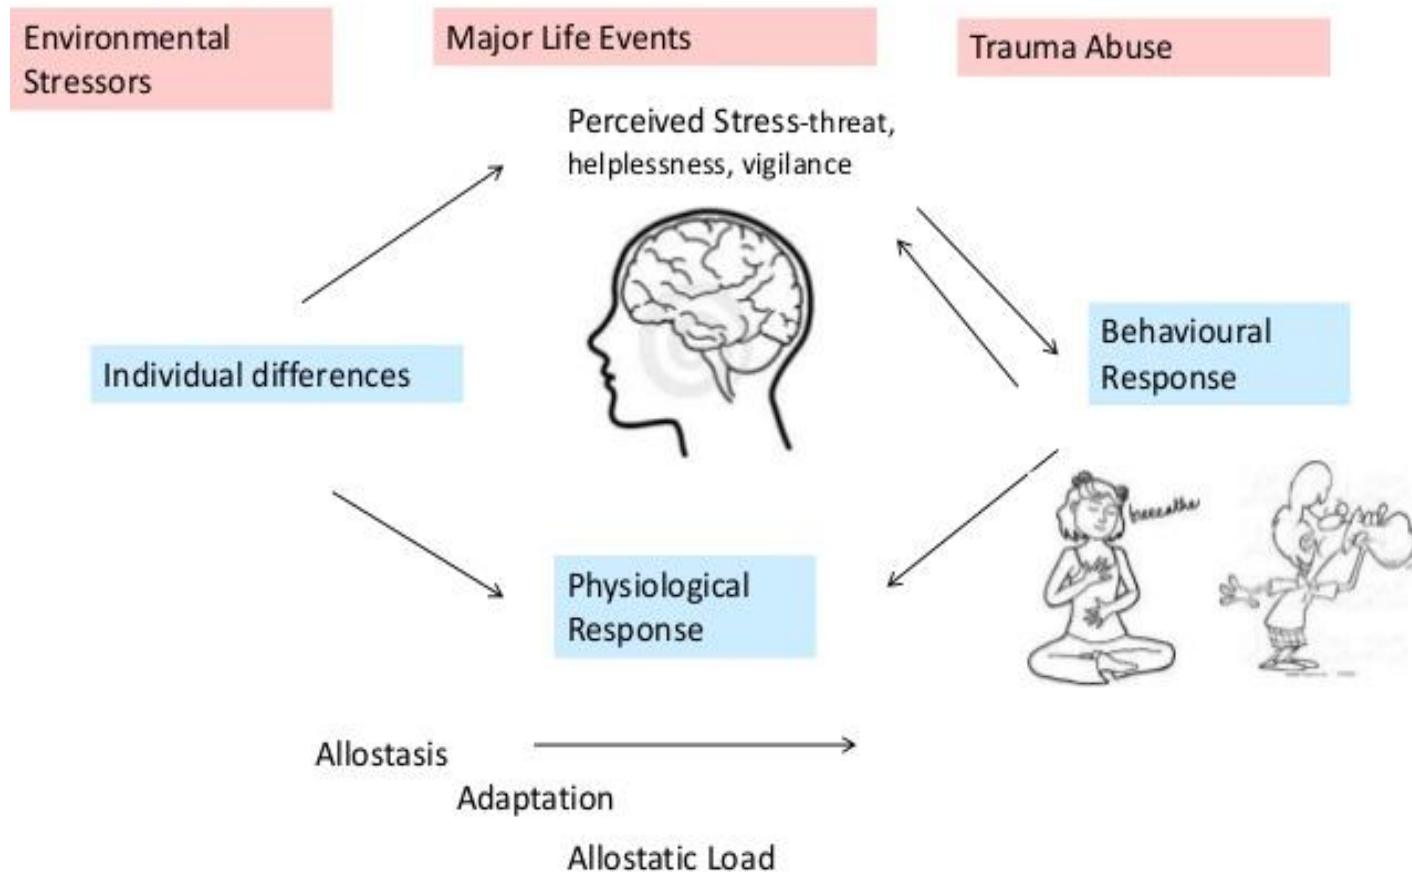 Environmental
Stressors
Major Life Events
Trauma Abuse
Perceived Stress-threat,
helplessness, vigilance
Individual differences
Behavioural
Response
breeathe
Physiological
Response
Allostasis
Adaptation
Allostatic Load